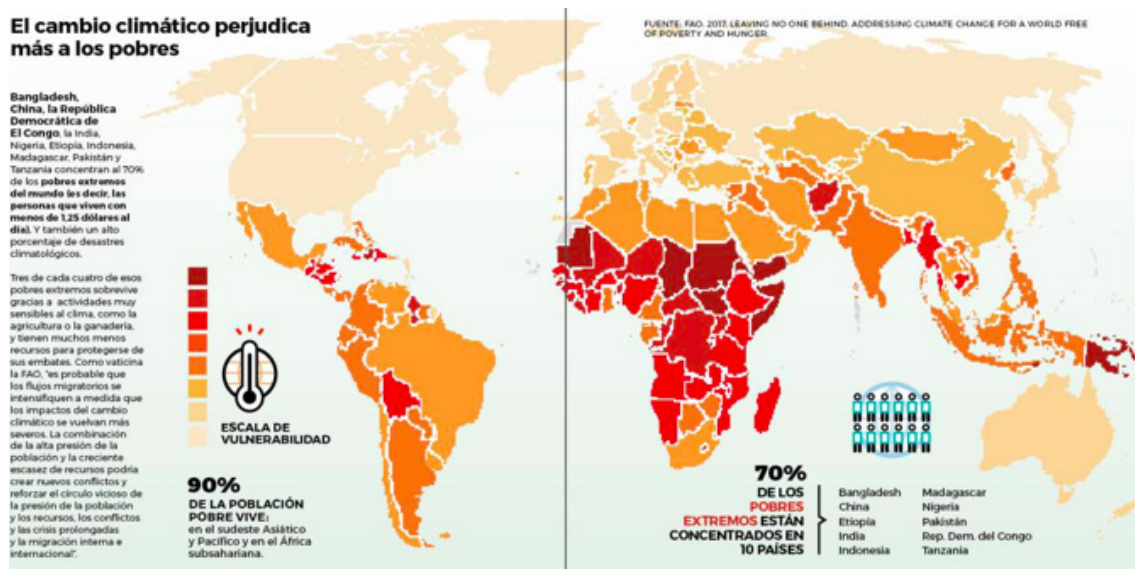 El cambio climático perjudica
más a los pobres
FUENTE: FAO. 2017. LEAVING NO ONE BEHIND. ADDRESSING CLIMATE CHANGE FOR A WORLD FREE
OF POVERTY AND HUNGER.
Bangladesh,
China, la República
Democrática de
El Congo, la India,
Nigeria, Etiopia, Indonesia,
Madagascar, Pakistán y
Tanzania concentran al 70%
de los pobres extremos
del mundo (es decir, las
personas que viven con
menos de 1,25 dólares al
día). Y también un alto
porcentaje de desastres
climatológicos.
Tres de cada cuatro de esos
pobres extremos sobrevive
gracias a actividades muy
sensibles al clima, como la
agricultura o la ganadería,
y tienen muchos menos
recursos para protegerse de
sus embates. Como vaticina
la FAO, "es probable que
los flujos migratorios se
intensifiquen a medida que
los impactos del cambio
climático se vuelvan más
severos. La combinación
de la alta presión de la
población y la creciente
escasez de recursos podría
crear nuevos conflictos y
reforzar el círculo vicioso de
la presión de la población
y los recursos, los conflictos
y las crisis prolongadas
y la migración interna e
internacional".
ESCALA DE
VULNERABILIDAD
90%
DE LA POBLACIÓN
POBRE VIVE:
en el sudeste Asiático
y Pacífico y en el África
subsahariana.
70%
DE LOS
POBRES
EXTREMOS ESTÁN
CONCENTRADOS EN
10 PAÍSES
Bangladesh
China
Etiopía
India
Indonesia
Madagascar
Nigeria
Pakistán
Rep. Dem. del Congo
Tanzania